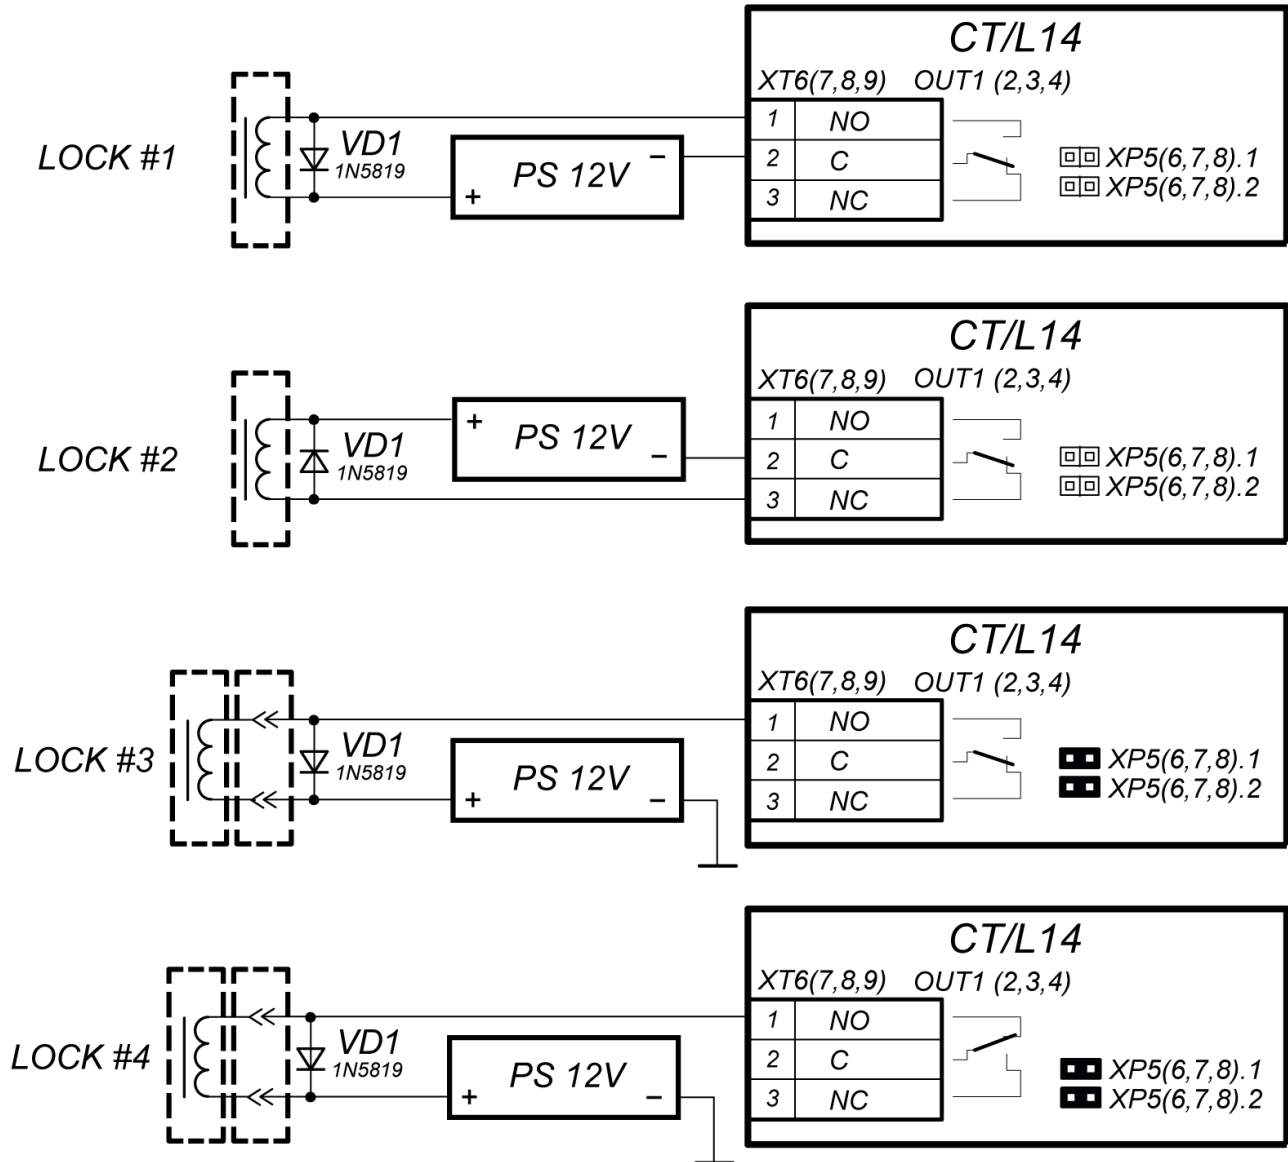 CT/L14
XT6(7,8,9) OUT1 (2,3,4)
LOCK #1
VD1
1N5819
PS 12V
+
−
1 NO
2 C
3 NC
XP5(6,7,8).1
XP5(6,7,8).2
CT/L14
XT6(7,8,9) OUT1 (2,3,4)
LOCK #2
VD1
1N5819
+
PS 12V
−
1 NO
2 C
3 NC
XP5(6,7,8).1
XP5(6,7,8).2
CT/L14
XT6(7,8,9) OUT1 (2,3,4)
LOCK #3
VD1
1N5819
PS 12V
+
−
1 NO
2 C
3 NC
XP5(6,7,8).1
XP5(6,7,8).2
CT/L14
XT6(7,8,9) OUT1 (2,3,4)
LOCK #4
VD1
1N5819
PS 12V
+
−
1 NO
2 C
3 NC
XP5(6,7,8).1
XP5(6,7,8).2